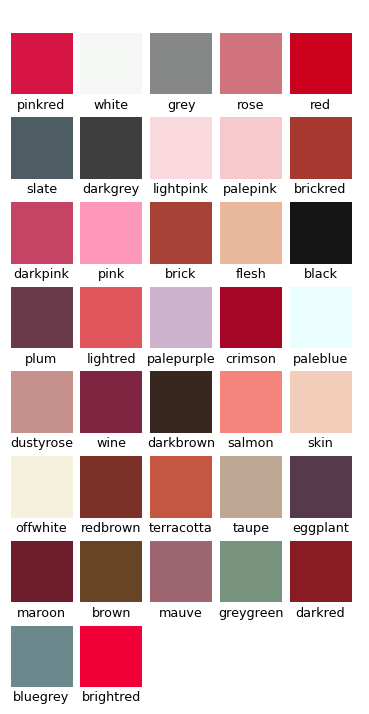 pinkred white grey rose red
slate darkgrey lightpink palepink brickred
darkpink pink brick flesh black
plum lightred palepurple crimson paleblue
dustyrose wine darkbrown salmon skin
offwhite redbrown terracotta taupe eggplant
maroon brown mauve greygreen darkred
bluegrey brightred